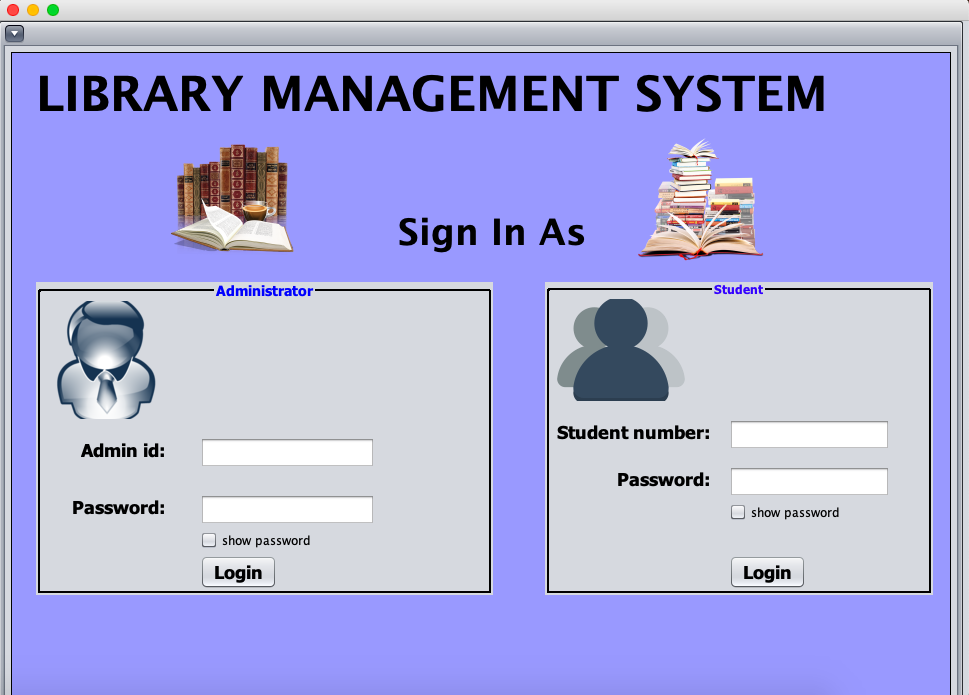 LIBRARY MANAGEMENT SYSTEM
Sign In As
Administrator
Admin id:
Password:
show password
Login
Student
Student number:
Password:
show password
Login